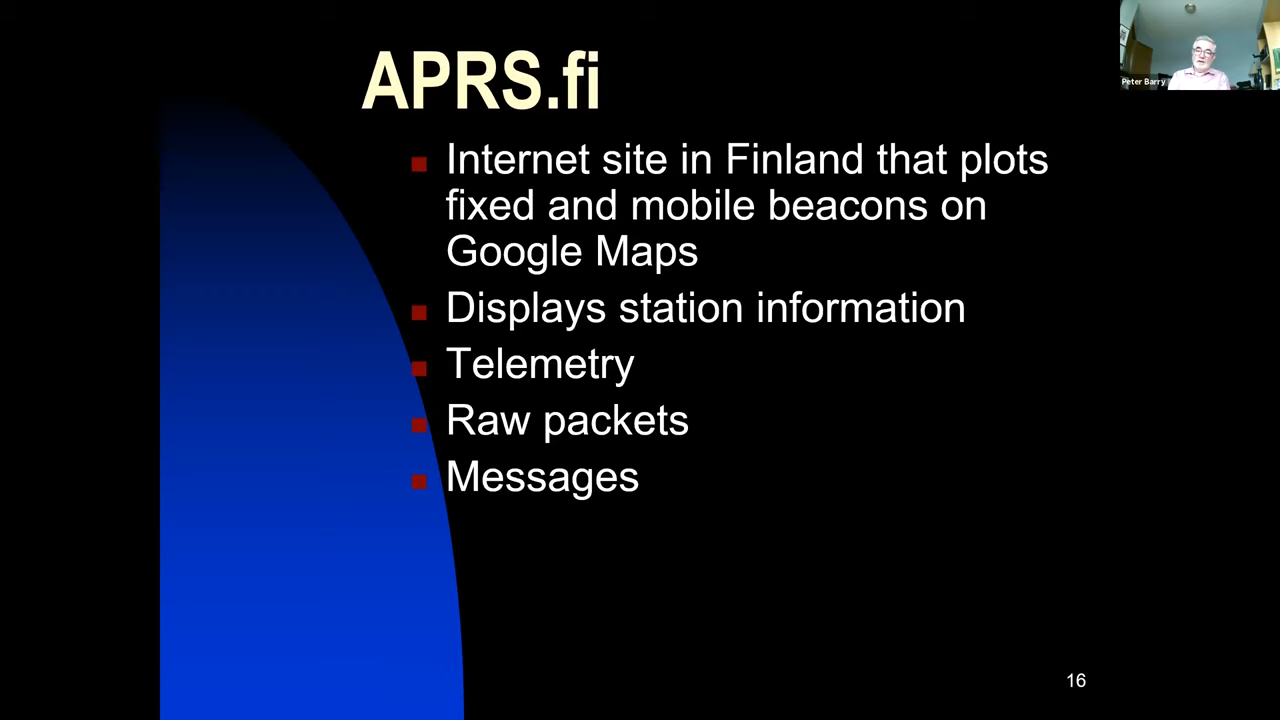 APRS.fi
Peter Barry
Internet site in Finland that plots
fixed and mobile beacons on
Google Maps
Displays station information
Telemetry
Raw packets
Messages
16